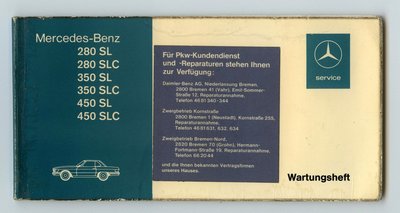 Mercedes-Benz
280 SL
280 SLC
350 SL
350 SLC
450 SL
450 SLC
Für Pkw-Kundendienst
und -Reparaturen stehen Ihnen
zur Verfügung:
Daimler-Benz AG, Niederlassung Bremen,
2800 Bremen 41 (Vahr), Emil-Sommer-
Straße 12, Reparaturannahme,
Telefon 46 81 340-344
Zweigbetrieb Kornstraße
2800 Bremen 1 (Neustadt), Kornstraße 255,
Reparaturannahme,
Telefon 46 81 631, 632, 634
Zweigbetrieb Bremen-Nord,
2820 Bremen 70 (Grohn), Hermann-
Fortmann-Straße 19, Reparaturannahme,
Telefon 66 20 44
und die Ihnen bekannten Vertragsfirmen
unseres Hauses.
service
Wartungsheft